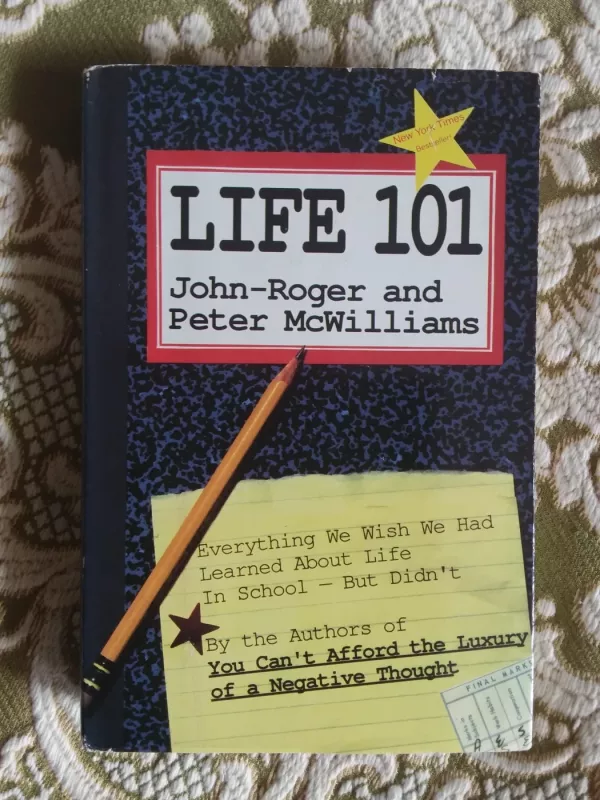 New York Times
Bestseller!
LIFE 101
John-Roger and
Peter McWilliams
Everything We Wish We Had
Learned About Life
In School — But Didn't
By the Authors of
You Can't Afford the Luxury
of a Negative Thought
FINAL MARK